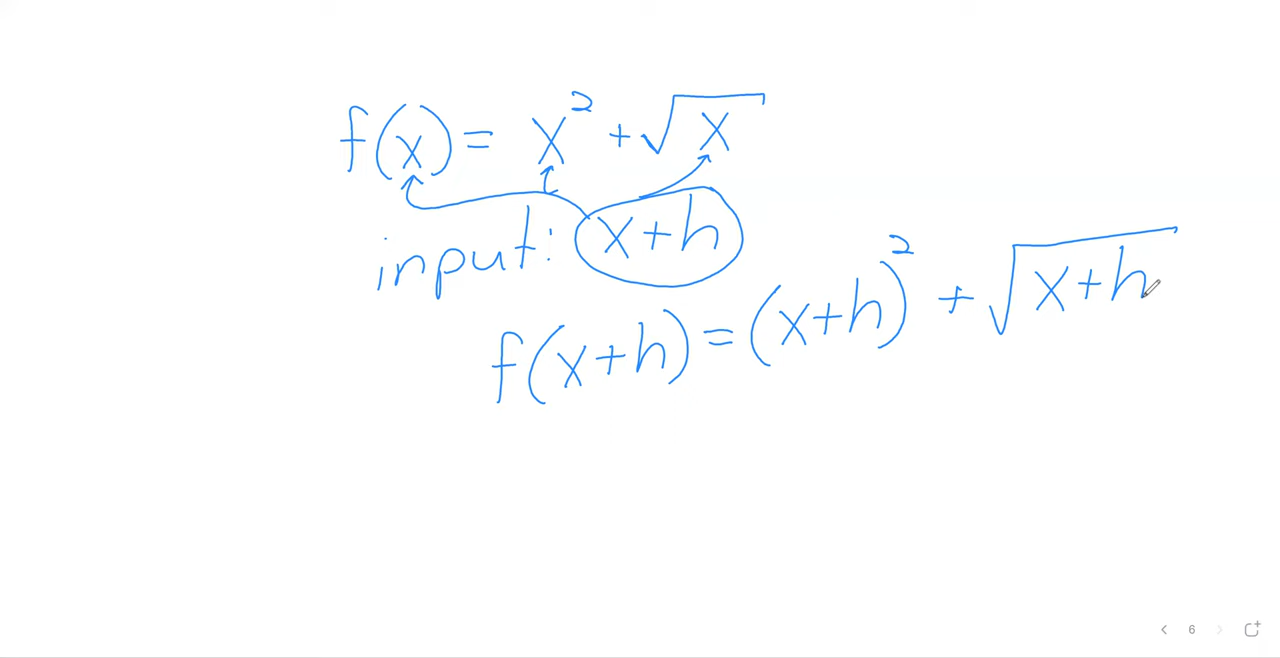 f(x) = x² + √x
input: x+h
f(x+h) = (x+h)² + √x+h
6